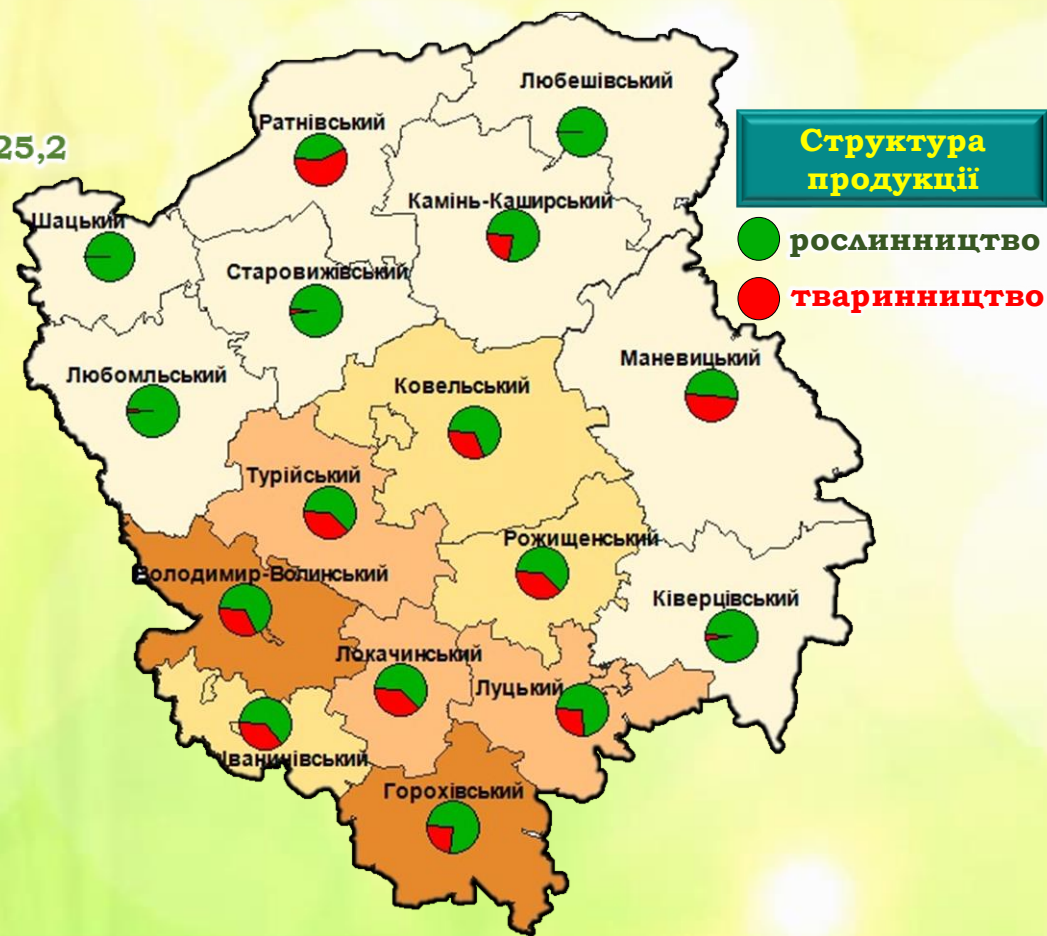 Любешівський
Ратнівський
25,2
Структура
продукції
Камінь-Каширський
Шацький
рослинництво
Старовижівський
тваринництво
Маневицький
Любомльський
Ковельський
Турійський
Рожищенський
Володимир-Волинський
Ківерцівський
Локачинський
Луцький
Іваничівський
Горохівський